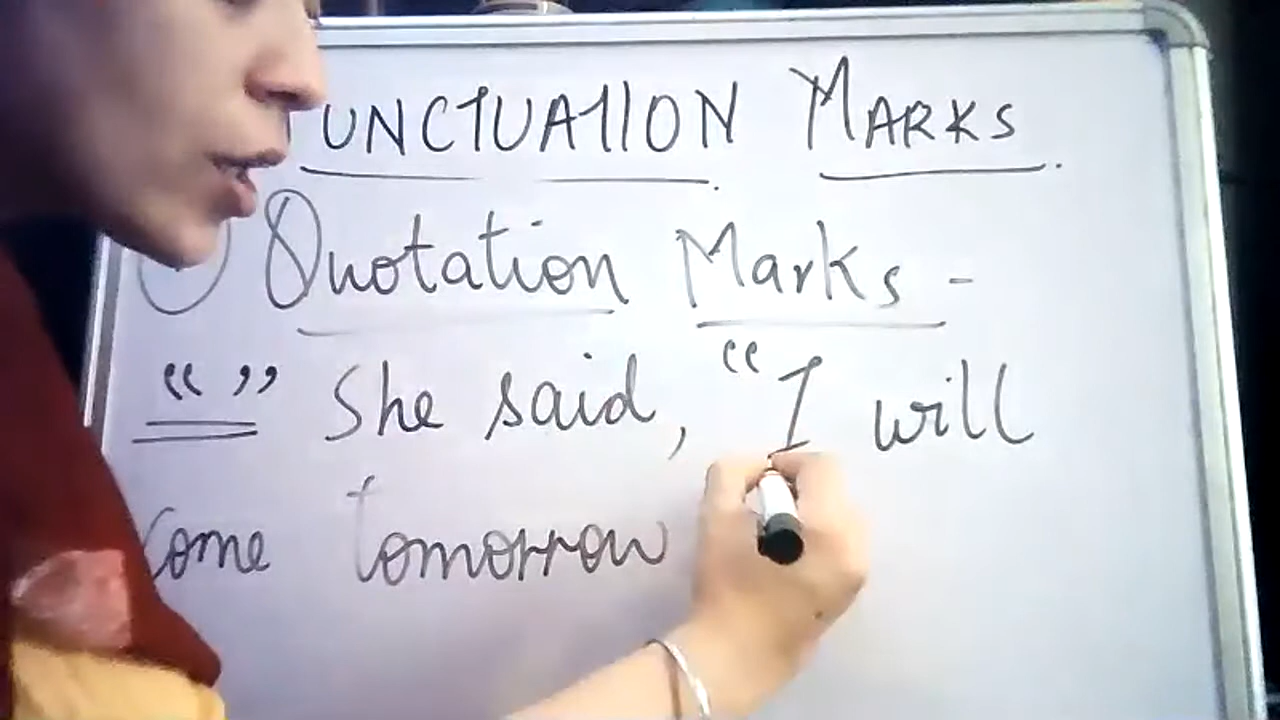 UNCTUATION MARKS.
Quotation Marks -
“ ” She said, “I will
come tomorrow